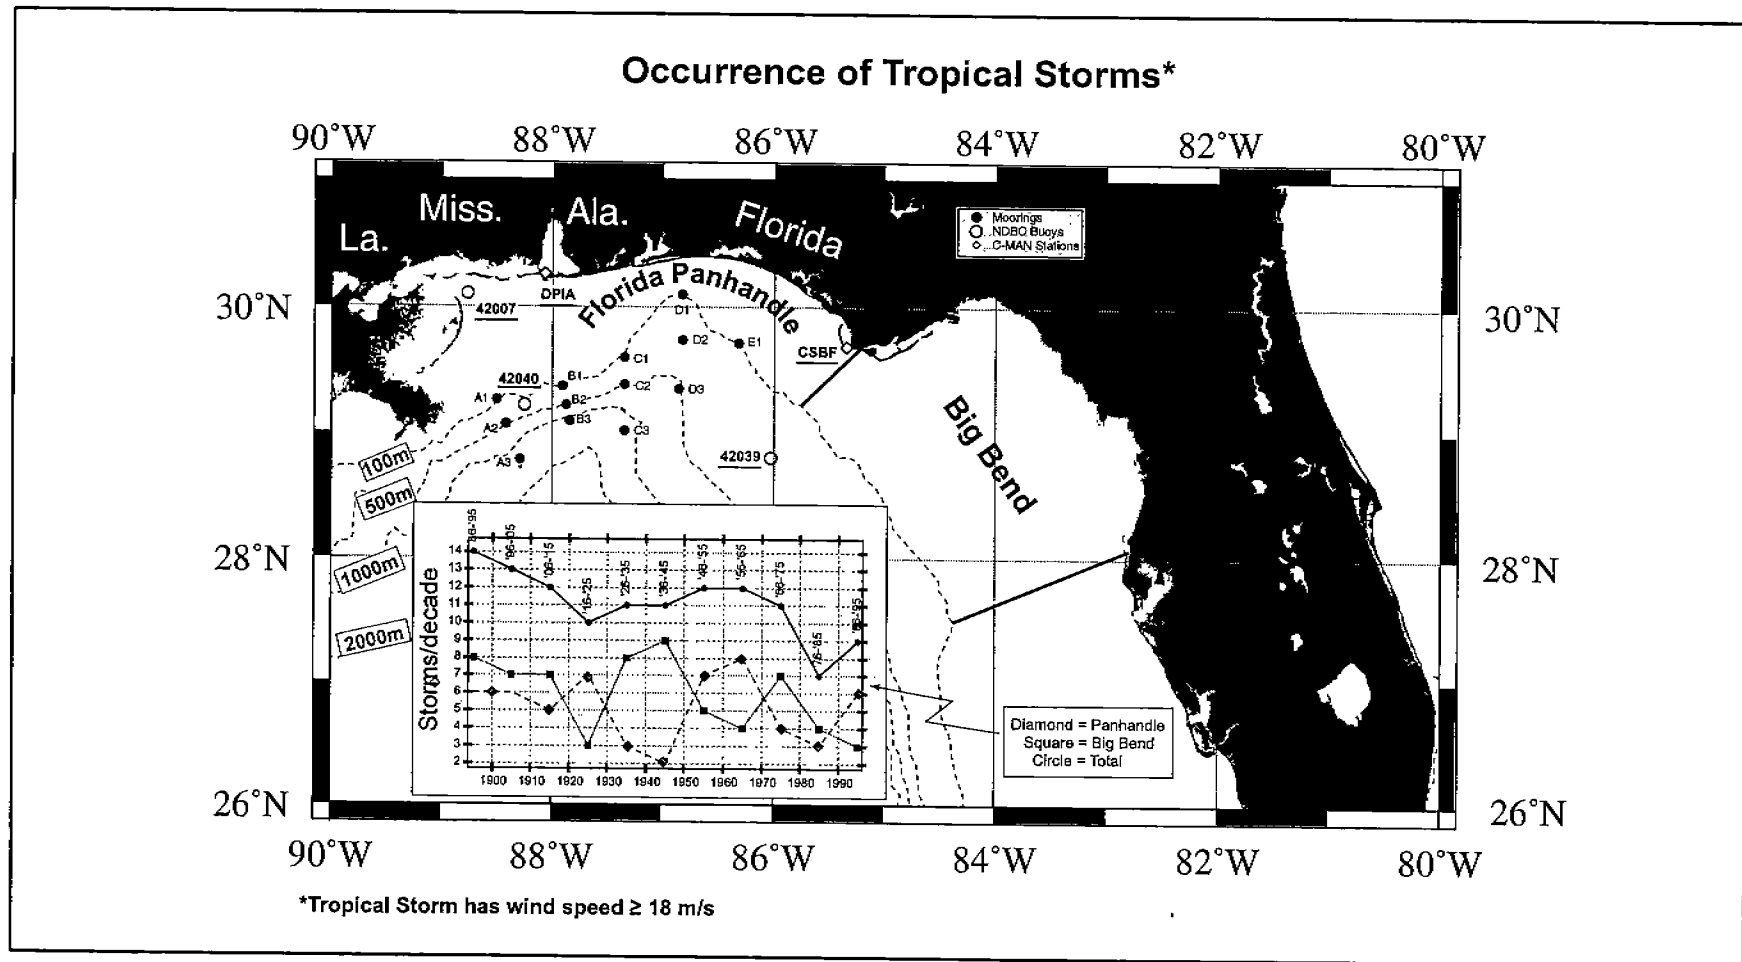 Occurrence of Tropical Storms*
90°W 88°W 86°W 84°W 82°W 80°W
La. Miss. Ala. Florida
Moorings
NDBC Buoys
C-MAN Stations
30°N 30°N
42007
DPIA
Florida Panhandle
D1
D2
E1
CSBF
C1
42040
B1
C2
D3
A1
B2
A2
B3
C3
A3
42039
Big Bend
100m
500m
1000m
2000m
28°N 28°N
'96-'05
'06-'15
'16-'25
'26-'35
'36-'45
'46-'55
'56-'65
'66-'75
'76-'85
'86-'95
Storms/decade
14
13
12
11
10
9
8
7
6
5
4
3
2
1900 1910 1920 1930 1940 1950 1960 1970 1980 1990
Diamond = Panhandle
Square = Big Bend
Circle = Total
26°N 26°N
90°W 88°W 86°W 84°W 82°W 80°W
*Tropical Storm has wind speed ≥ 18 m/s